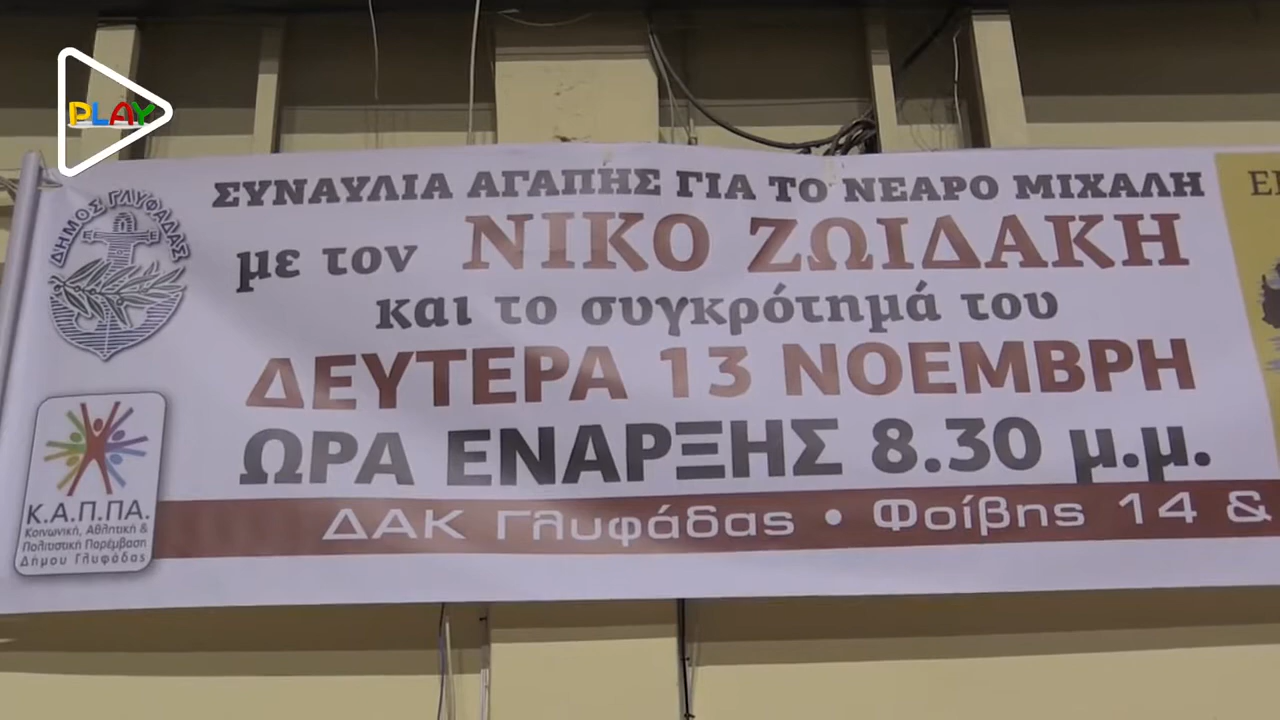 PLAY
ΔΗΜΟΣ ΓΛΥΦΑΔΑΣ
ΣΥΝΑΥΛΙΑ ΑΓΑΠΗΣ ΓΙΑ ΤΟ ΝΕΑΡΟ ΜΙΧΑΛΗ
με τον ΝΙΚΟ ΖΩΙΔΑΚΗ
και το συγκρότημά του
ΔΕΥΤΕΡΑ 13 ΝΟΕΜΒΡΗ
ΩΡΑ ΕΝΑΡΞΗΣ 8.30 μ.μ.
Κ.Α.Π.ΠΑ.
Κοινωνική, Αθλητική &
Πολιτιστική Παρέμβαση
Δήμου Γλυφάδας
ΔΑΚ Γλυφάδας • Φοίβης 14 &